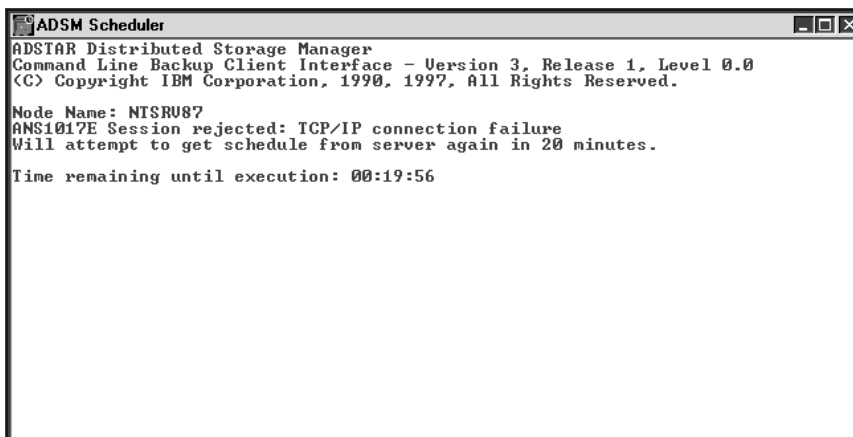 ADSM Scheduler
ADSTAR Distributed Storage Manager
Command Line Backup Client Interface - Version 3, Release 1, Level 0.0
(C) Copyright IBM Corporation, 1990, 1997, All Rights Reserved.
Node Name: NTSRV87
ANS1017E Session rejected: TCP/IP connection failure
Will attempt to get schedule from server again in 20 minutes.
Time remaining until execution: 00:19:56